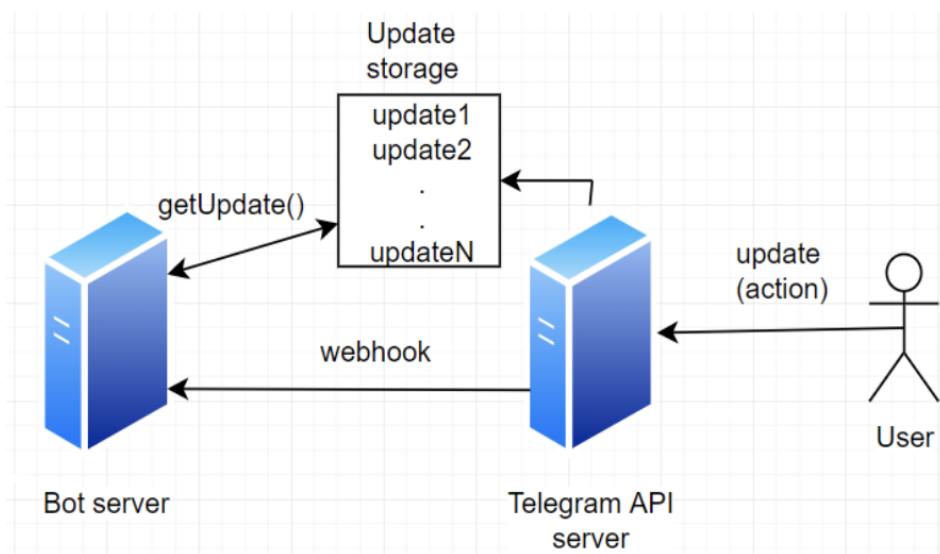 Update
storage
update1
update2
.
.
updateN
getUpdate()
update
(action)
webhook
User
Bot server
Telegram API
server